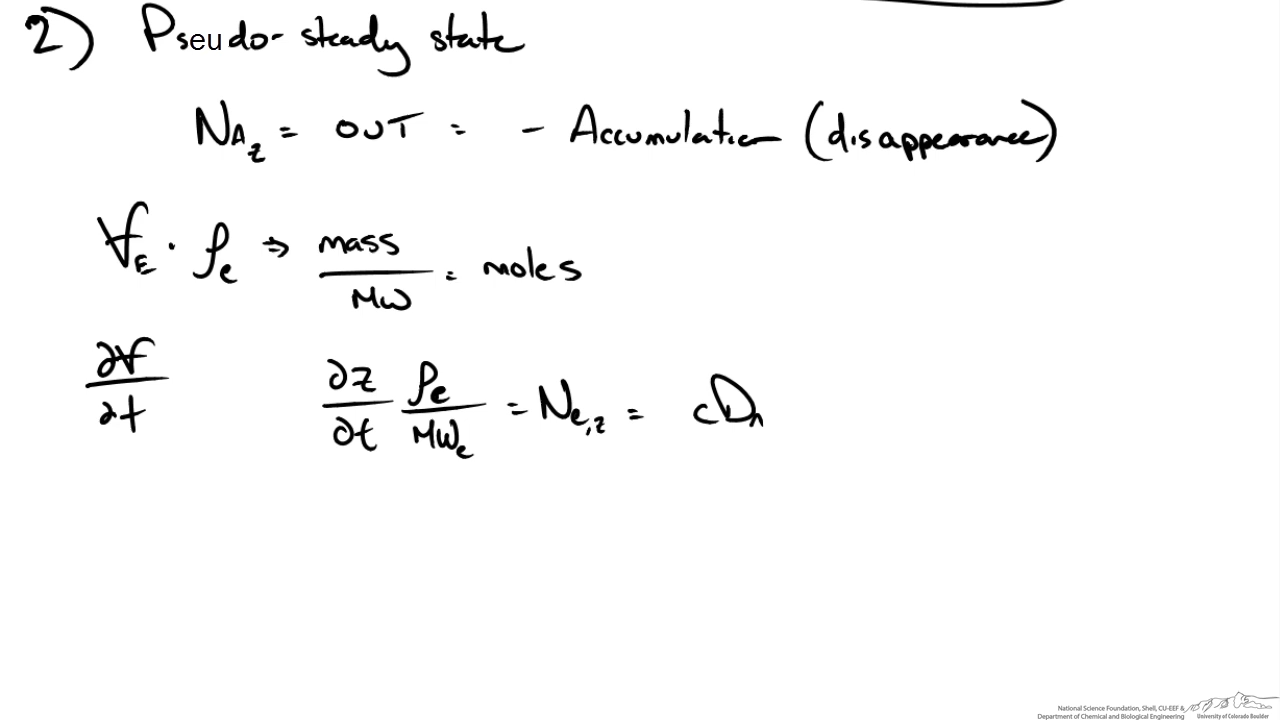 2) Pseudo-steady state
N_{A_z} = OUT = - Accumulation (disappearance)
V_E · ρ_e ⇒ mass / MW = moles
∂V / ∂t   ∂z / ∂t ρ_e / MW_e = N_{e,z} = cD
National Science Foundation, Shell, CU-EEF &
Department of Chemical and Biological Engineering
University of Colorado Boulder